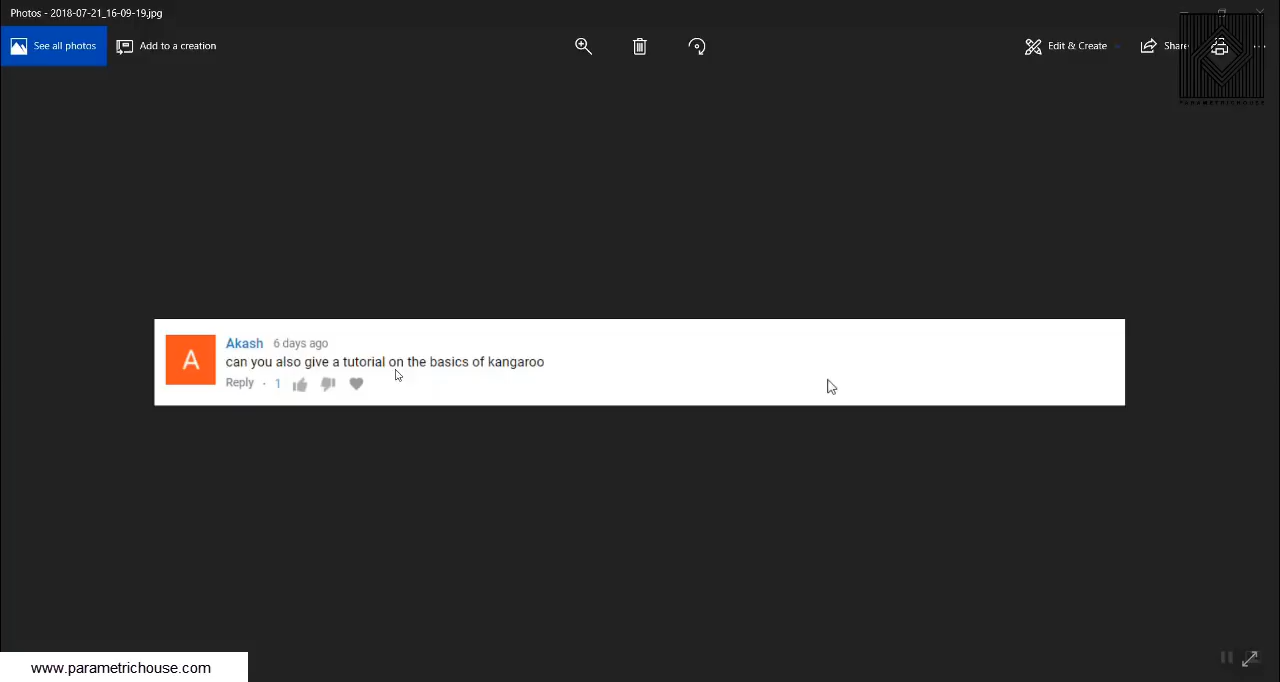 Photos - 2018-07-21_16-09-19.jpg
See all photos
Add to a creation
Edit & Create
Share
PARAMETRICHOUSE
A
Akash 6 days ago
can you also give a tutorial on the basics of kangaroo
Reply · 1
www.parametrichouse.com